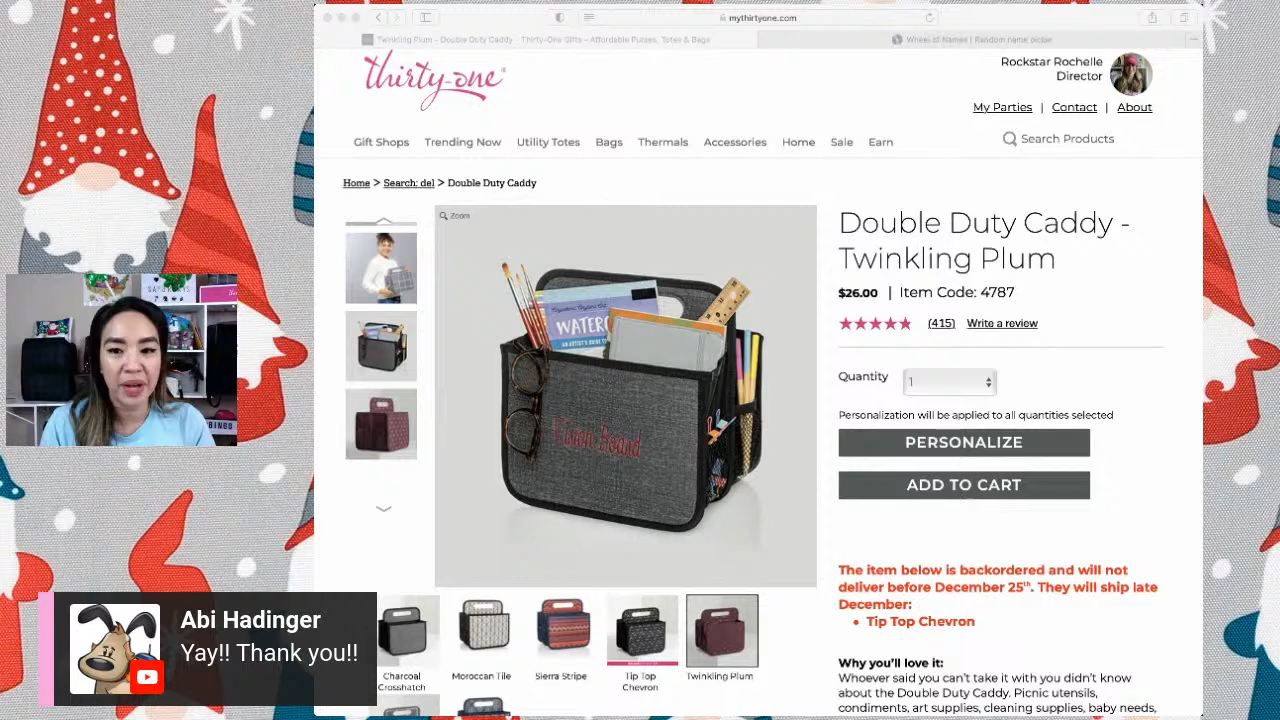 mythirtyone.com
Twinkling Plum – Double Duty Caddy – Thirty-One Gifts – Affordable Purses, Totes & Bags
Wheel of Names | Random name picker
thirty-one
Rockstar Rochelle
Director
My Parties | Contact | About
Gift Shops Trending Now Utility Totes Bags Thermals Accessories Home Sale Earn
Search Products
Home > Search: del > Double Duty Caddy
Zoom
Double Duty Caddy -
Twinkling Plum
$26.00 | Item Code: 4787
(415) Write a review
Quantity
Personalization will be applied to all quantities selected
PERSONALIZE
ADD TO CART
The item below is backordered and will not
deliver before December 25th. They will ship late
December:
• Tip Top Chevron
Why you'll love it:
Whoever said you can't take it with you didn't know
about the Double Duty Caddy. Picnic utensils,
condiments, art supplies, cleaning supplies, baby needs,
Charcoal
Crosshatch
Moroccan Tile
Sierra Stripe
Tip Top
Chevron
Twinkling Plum
Abi Hadinger
Yay!! Thank you!!